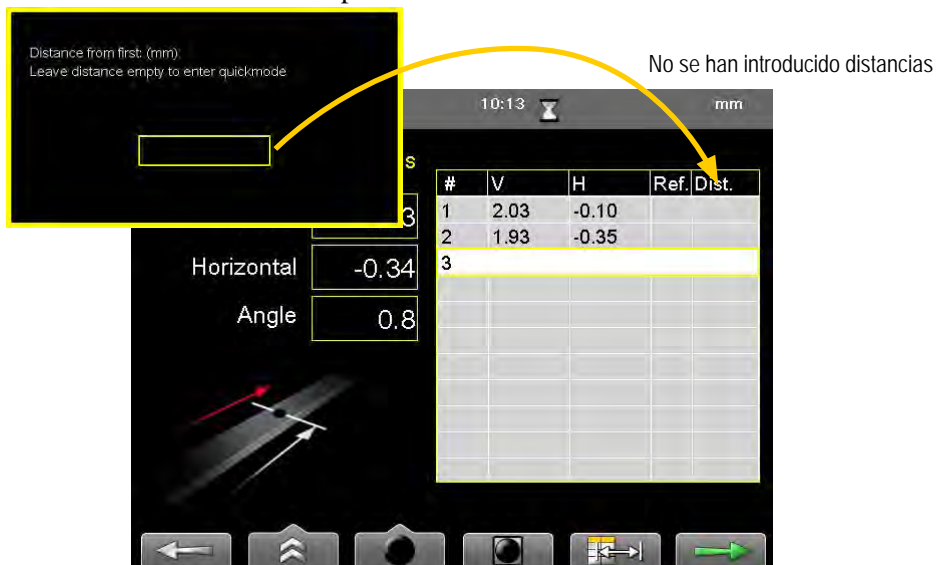 Distance from first: (mm)
Leave distance empty to enter quickmode
No se han introducido distancias
10:13 mm
s
# V H Ref. Dist.
3
1 2.03 -0.10
2 1.93 -0.35
Horizontal -0.34
3
Angle 0.8